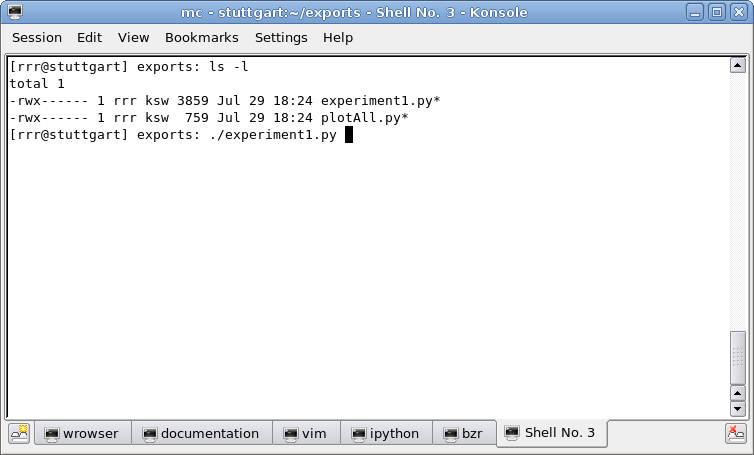 mc - stuttgart:~/exports - Shell No. 3 - Konsole
Session Edit View Bookmarks Settings Help
[rrr@stuttgart] exports: ls -l
total 1
-rwx------ 1 rrr ksw 3859 Jul 29 18:24 experiment1.py*
-rwx------ 1 rrr ksw  759 Jul 29 18:24 plotAll.py*
[rrr@stuttgart] exports: ./experiment1.py
wrowser documentation vim ipython bzr Shell No. 3